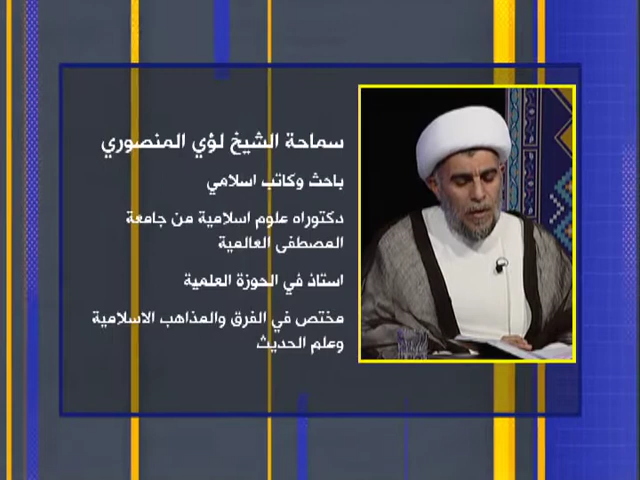 سماحة الشيخ لؤي المنصوري
باحث وكاتب اسلامي
دكتوراه علوم اسلامية من جامعة
المصطفى العالمية
استاذ في الحوزة العلمية
مختص في الفرق والمذاهب الاسلامية
وعلم الحديث